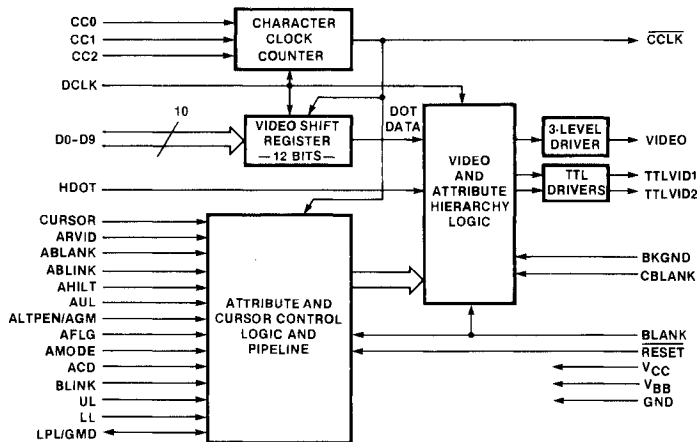 CC0
CC1
CC2
CHARACTER
CLOCK
COUNTER
CCLK
DCLK
10
D0-D9
VIDEO SHIFT
REGISTER
—12 BITS—
DOT
DATA
VIDEO
AND
ATTRIBUTE
HIERARCHY
LOGIC
3-LEVEL
DRIVER
VIDEO
TTL
DRIVERS
TTLVID1
TTLVID2
HDOT
CURSOR
ARVID
ABLANK
ABLINK
AHILT
AUL
ALTPEN/AGM
AFLG
AMODE
ACD
BLINK
UL
LL
LPL/GMD
ATTRIBUTE AND
CURSOR CONTROL
LOGIC AND
PIPELINE
BKGND
CBLANK
BLANK
RESET
VCC
VBB
GND